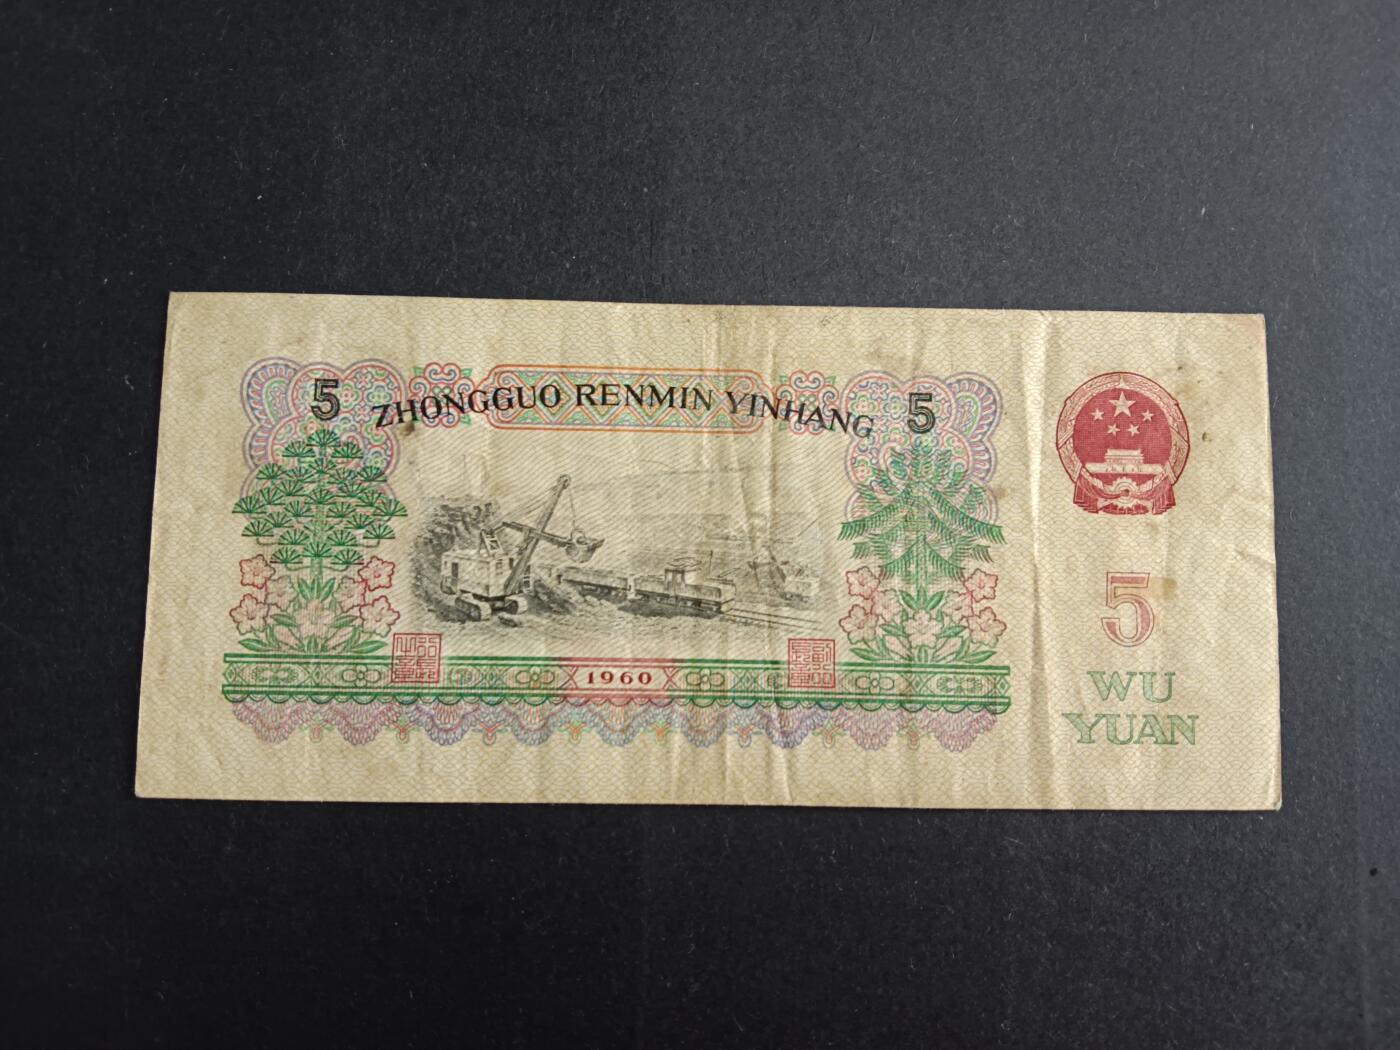 5 ZHONGGUO RENMIN YINHANG 5
1960
5
WU
YUAN